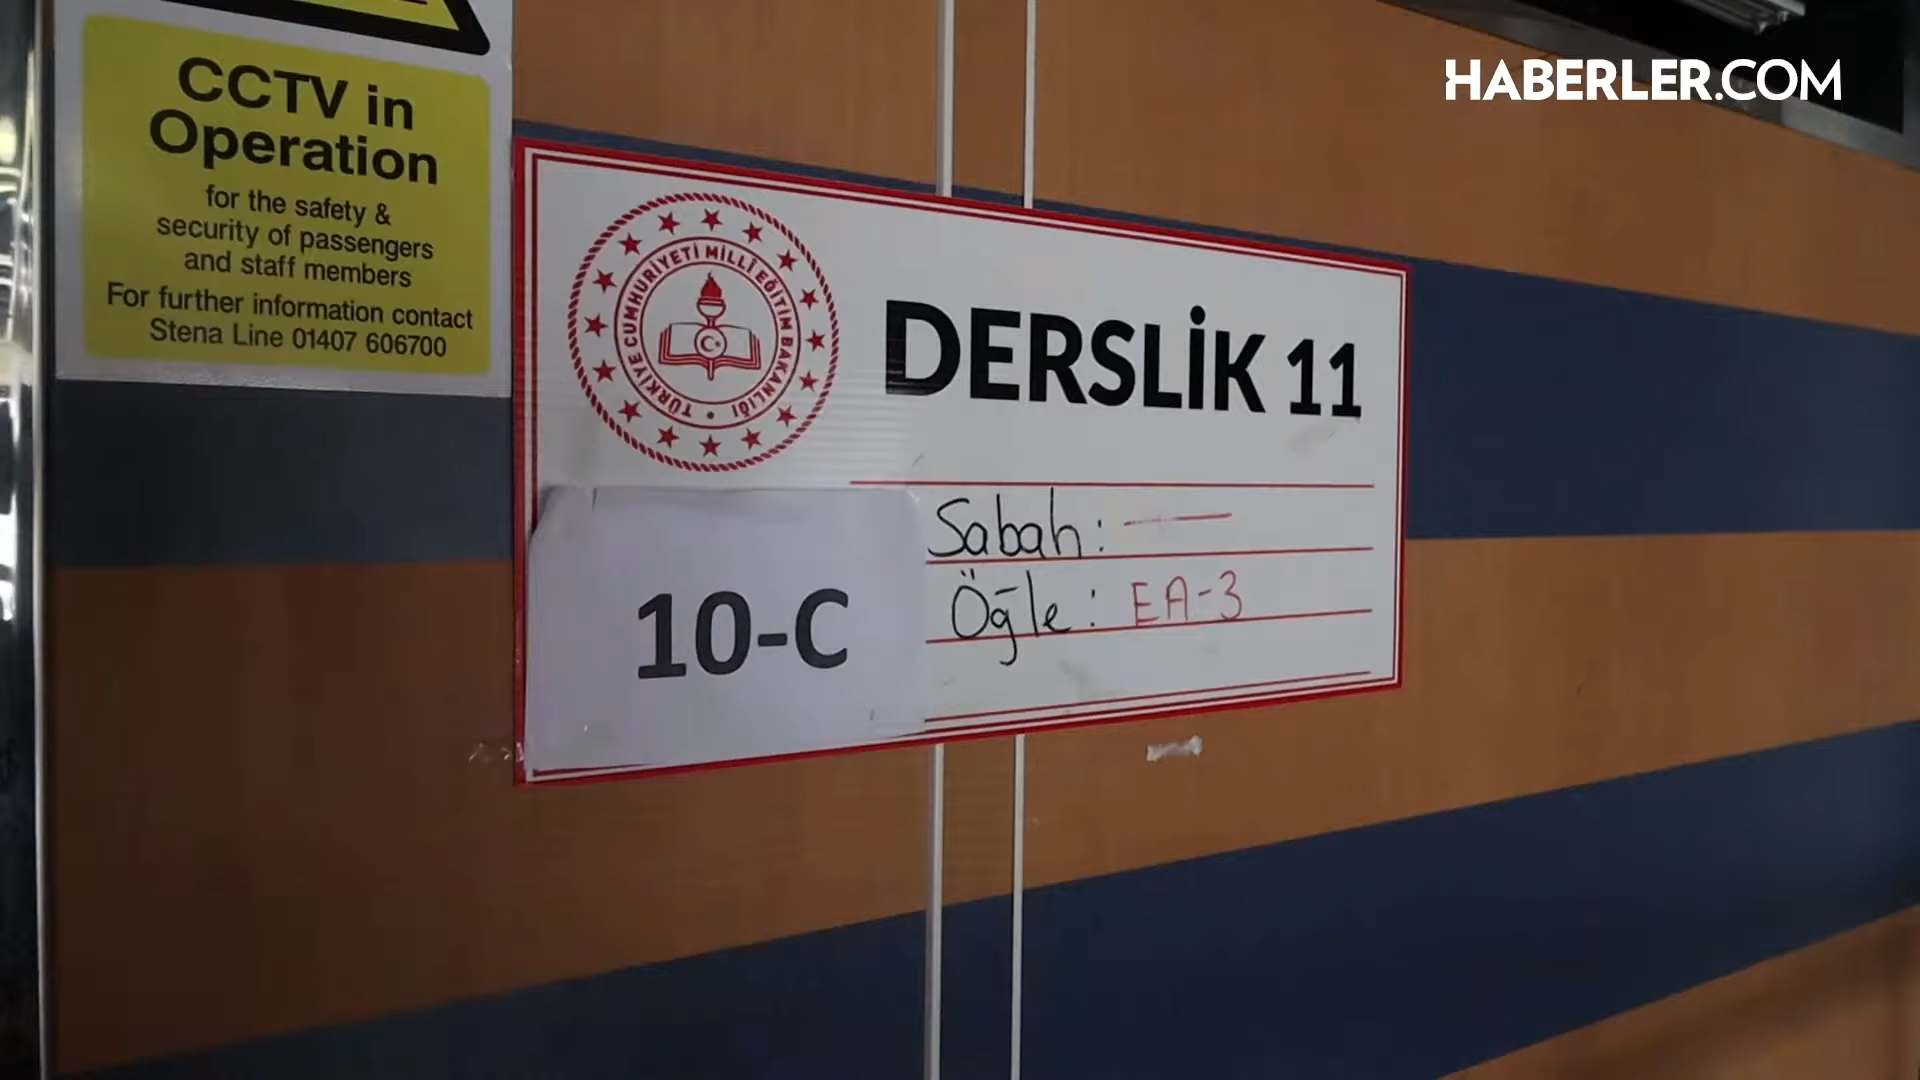 CCTV in
Operation
for the safety &
security of passengers
and staff members
For further information contact
Stena Line 01407 606700
HABERLER.COM
TÜRKİYE CUMHURİYETİ MİLLÎ EĞİTİM BAKANLIĞI
DERSLİK 11
10-C
Sabah: —
Öğle: EA-3